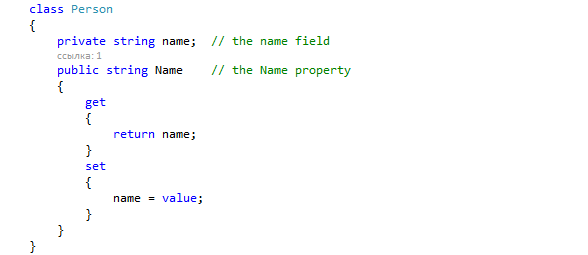 class Person
{
    private string name;  // the name field
    ссылка: 1
    public string Name    // the Name property
    {
        get
        {
            return name;
        }
        set
        {
            name = value;
        }
    }
}